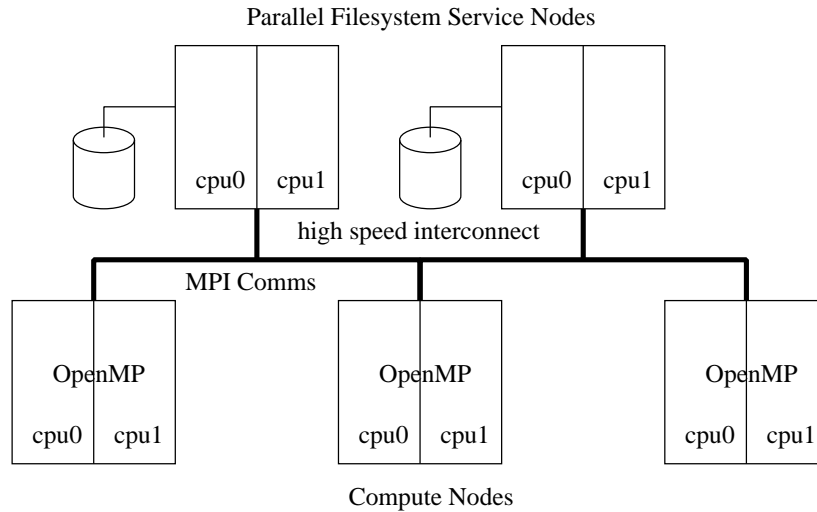 Parallel Filesystem Service Nodes
cpu0 cpu1 cpu0 cpu1
high speed interconnect
MPI Comms
OpenMP OpenMP OpenMP
cpu0 cpu1 cpu0 cpu1 cpu0 cpu1
Compute Nodes